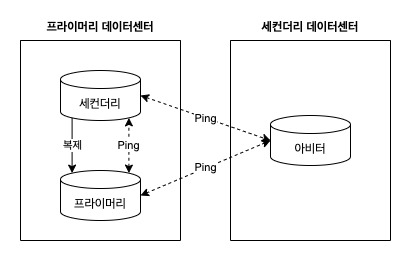 프라이머리 데이터센터
세컨더리 데이터센터
세컨더리
Ping
아비터
복제
Ping
Ping
프라이머리